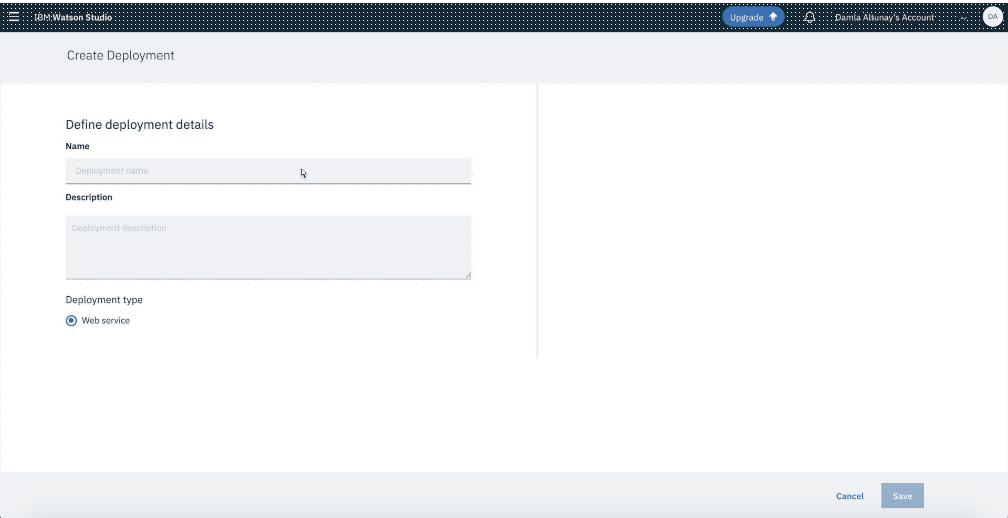 IBM Watson Studio
Upgrade
Damla Altunay's Account
DA
Create Deployment
Define deployment details
Name
Deployment name
Description
Deployment description
Deployment type
Web service
Cancel
Save